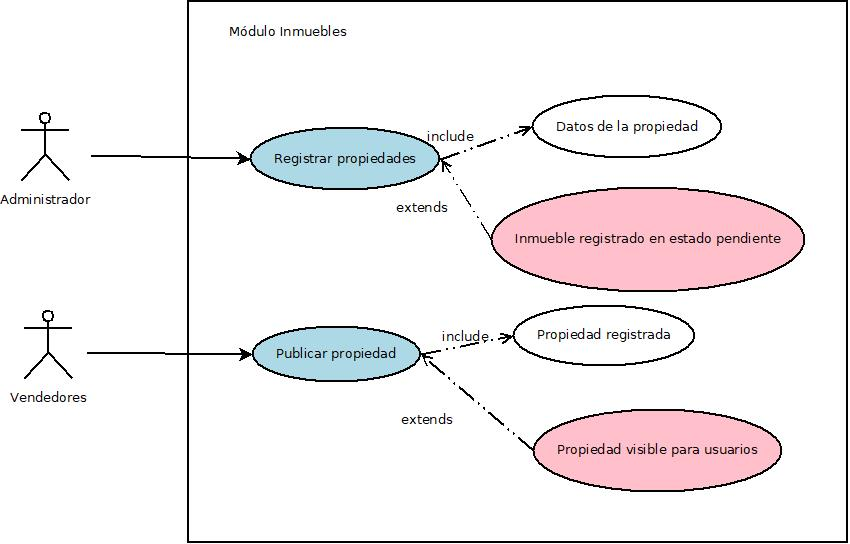 Módulo Inmuebles
Administrador
Registrar propiedades
include
Datos de la propiedad
extends
Inmueble registrado en estado pendiente
Vendedores
Publicar propiedad
include
Propiedad registrada
extends
Propiedad visible para usuarios